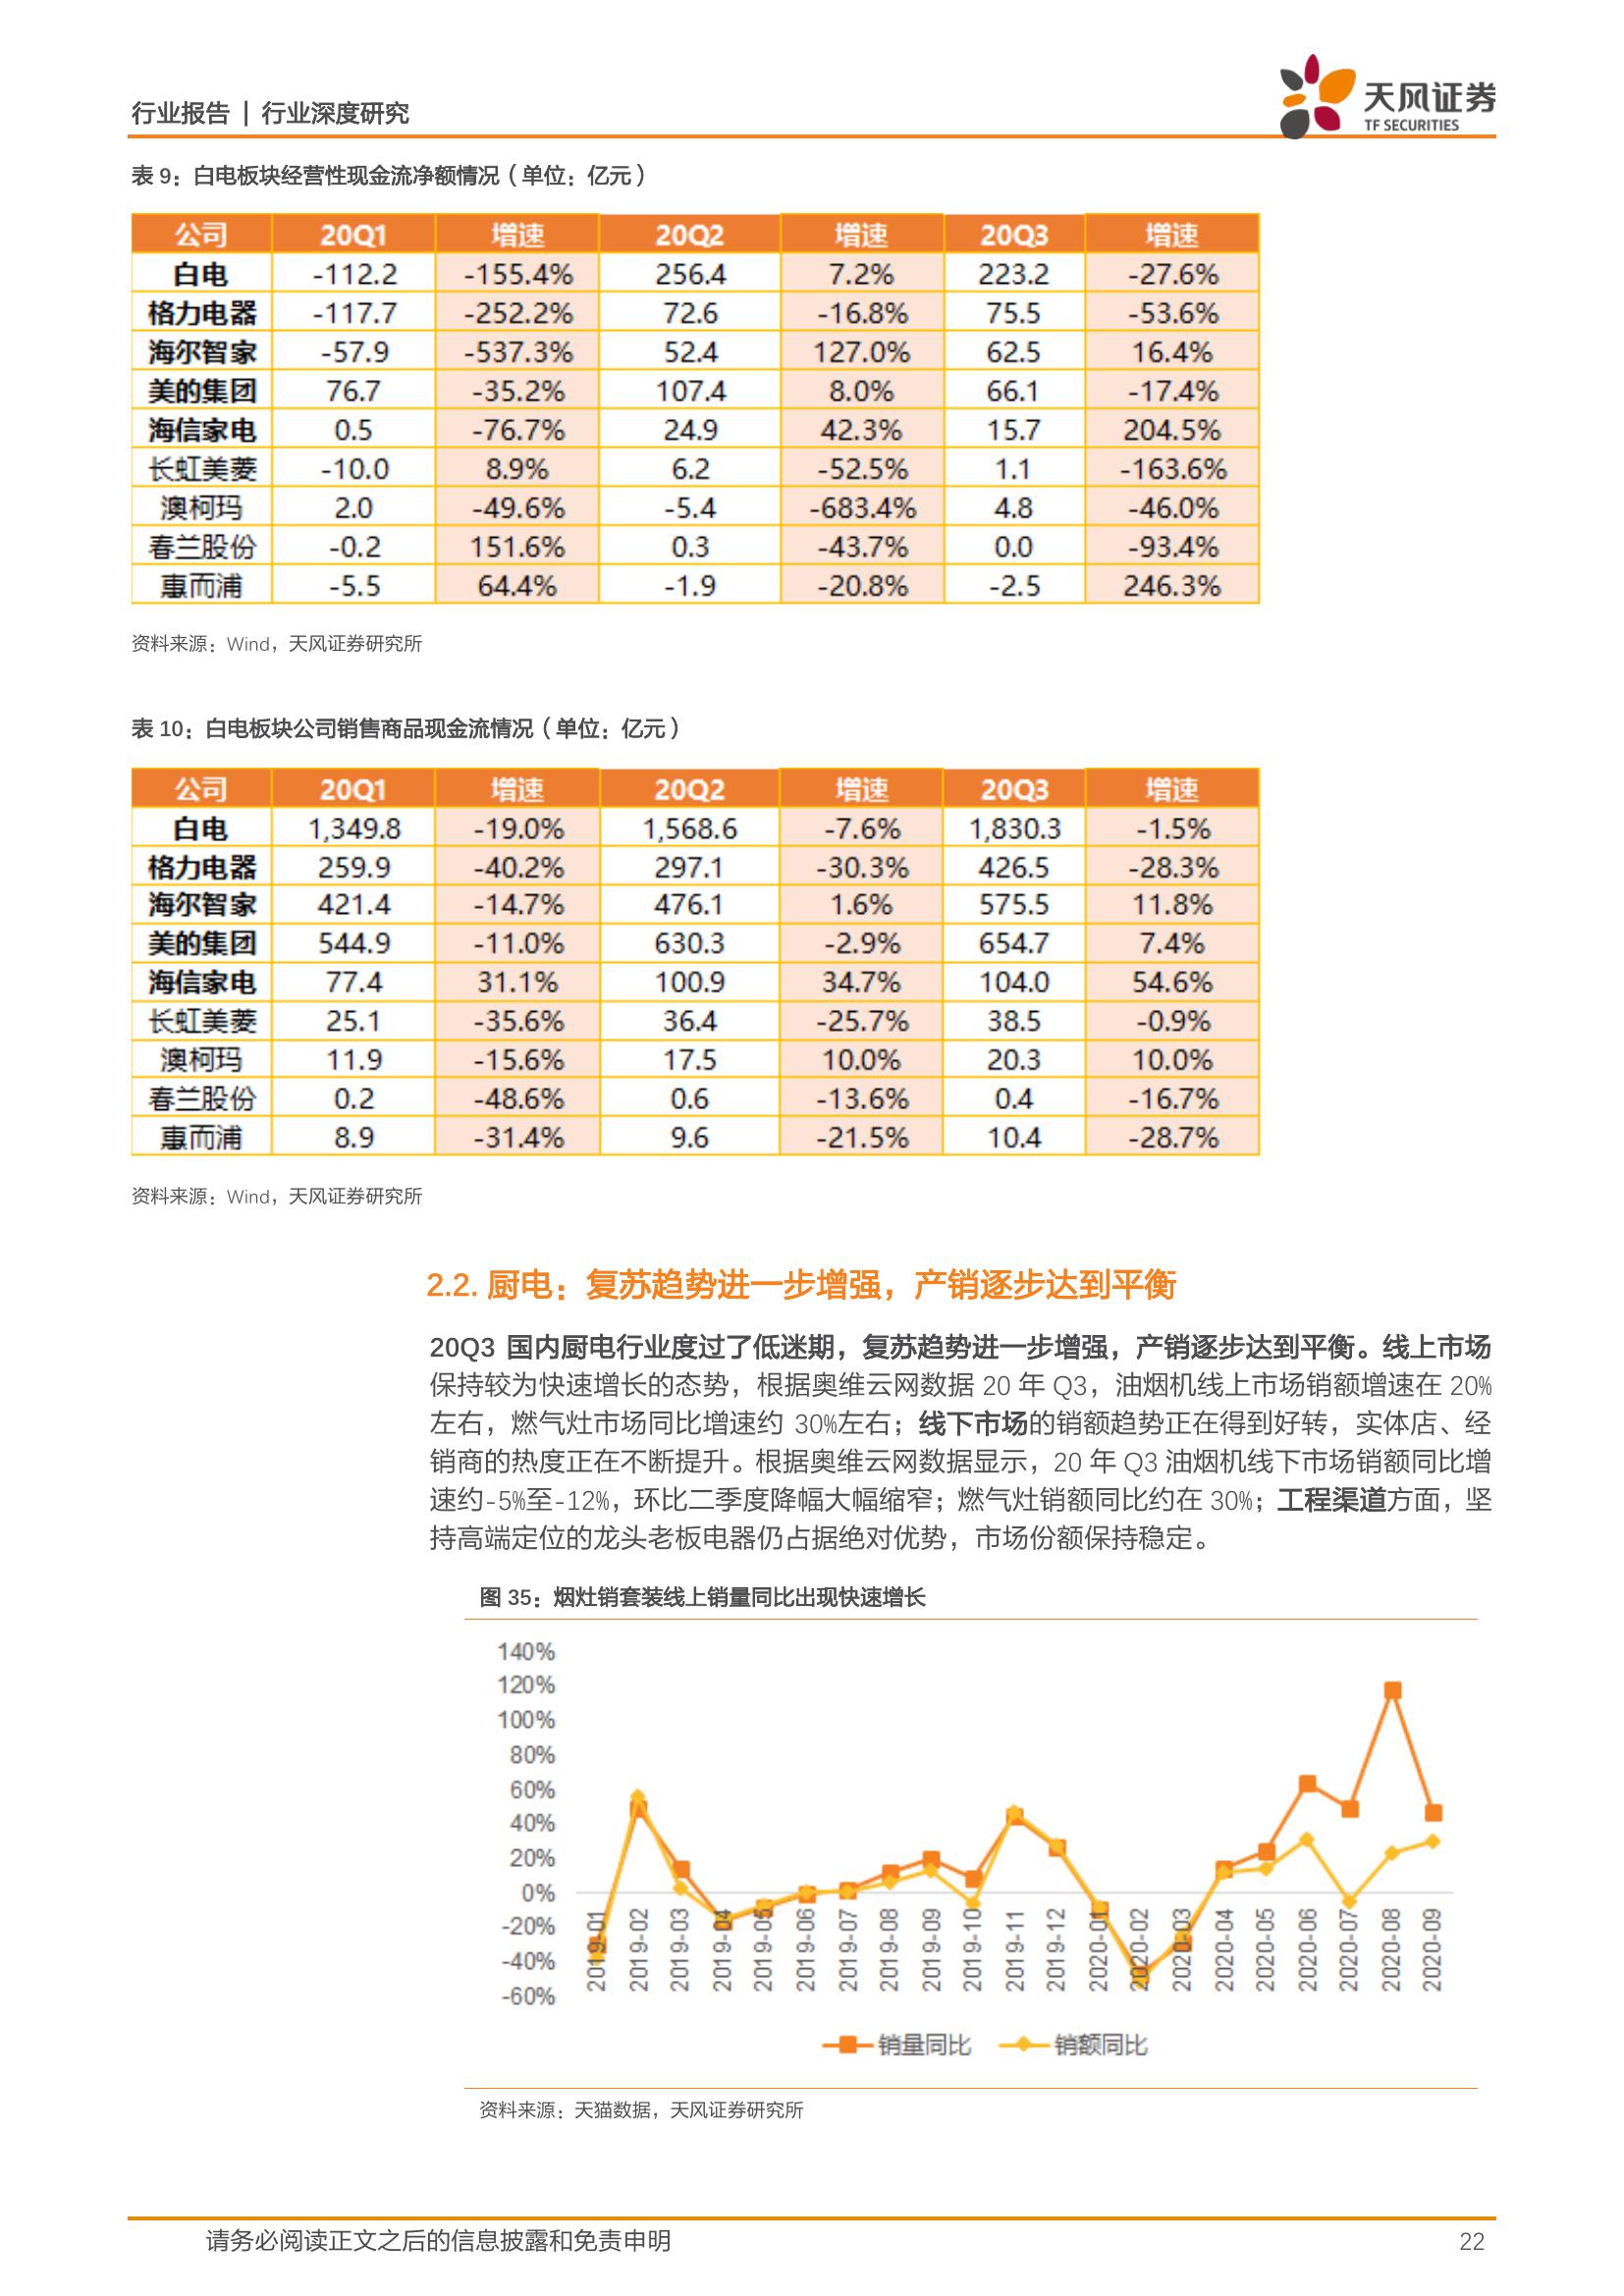 行业报告 | 行业深度研究
天风证券
TF SECURITIES
表 9：白电板块经营性现金流净额情况（单位：亿元）
公司 20Q1 增速 20Q2 增速 20Q3 增速
白电 -112.2 -155.4% 256.4 7.2% 223.2 -27.6%
格力电器 -117.7 -252.2% 72.6 -16.8% 75.5 -53.6%
海尔智家 -57.9 -537.3% 52.4 127.0% 62.5 16.4%
美的集团 76.7 -35.2% 107.4 8.0% 66.1 -17.4%
海信家电 0.5 -76.7% 24.9 42.3% 15.7 204.5%
长虹美菱 -10.0 8.9% 6.2 -52.5% 1.1 -163.6%
澳柯玛 2.0 -49.6% -5.4 -683.4% 4.8 -46.0%
春兰股份 -0.2 151.6% 0.3 -43.7% 0.0 -93.4%
惠而浦 -5.5 64.4% -1.9 -20.8% -2.5 246.3%
资料来源：Wind，天风证券研究所
表 10：白电板块公司销售商品现金流情况（单位：亿元）
公司 20Q1 增速 20Q2 增速 20Q3 增速
白电 1,349.8 -19.0% 1,568.6 -7.6% 1,830.3 -1.5%
格力电器 259.9 -40.2% 297.1 -30.3% 426.5 -28.3%
海尔智家 421.4 -14.7% 476.1 1.6% 575.5 11.8%
美的集团 544.9 -11.0% 630.3 -2.9% 654.7 7.4%
海信家电 77.4 31.1% 100.9 34.7% 104.0 54.6%
长虹美菱 25.1 -35.6% 36.4 -25.7% 38.5 -0.9%
澳柯玛 11.9 -15.6% 17.5 10.0% 20.3 10.0%
春兰股份 0.2 -48.6% 0.6 -13.6% 0.4 -16.7%
惠而浦 8.9 -31.4% 9.6 -21.5% 10.4 -28.7%
资料来源：Wind，天风证券研究所
2.2. 厨电：复苏趋势进一步增强，产销逐步达到平衡
20Q3 国内厨电行业度过了低迷期，复苏趋势进一步增强，产销逐步达到平衡。线上市场
保持较为快速增长的态势，根据奥维云网数据 20 年 Q3，油烟机线上市场销额增速在 20%
左右，燃气灶市场同比增速约 30%左右；线下市场的销额趋势正在得到好转，实体店、经
销商的热度正在不断提升。根据奥维云网数据显示，20 年 Q3 油烟机线下市场销额同比增
速约-5%至-12%，环比二季度降幅大幅缩窄；燃气灶销额同比约在 30%；工程渠道方面，坚
持高端定位的龙头老板电器仍占据绝对优势，市场份额保持稳定。
图 35：烟灶销套装线上销量同比出现快速增长
140%
120%
100%
80%
60%
40%
20%
0%
-20%
-40%
-60%
2019-01 2019-02 2019-03 2019-04 2019-05 2019-06 2019-07 2019-08 2019-09 2019-10 2019-11 2019-12 2020-01 2020-02 2020-03 2020-04 2020-05 2020-06 2020-07 2020-08 2020-09
销量同比 销额同比
资料来源：天猫数据，天风证券研究所
请务必阅读正文之后的信息披露和免责申明 22